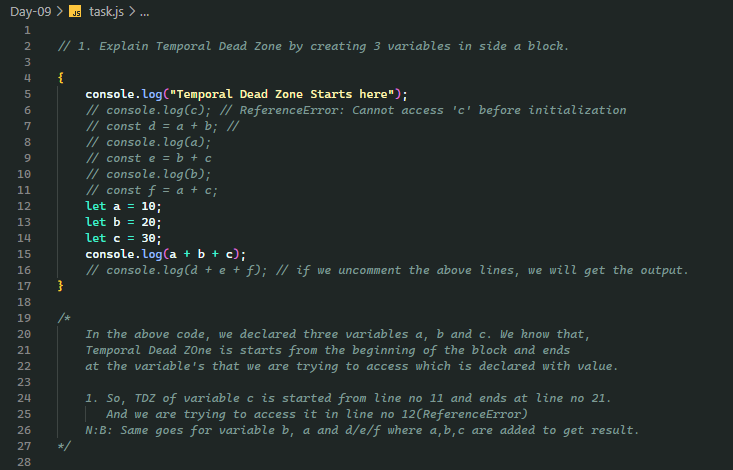 Day-09 > JS task.js > ...
1
2 // 1. Explain Temporal Dead Zone by creating 3 variables in side a block.
3
4 {
5 console.log("Temporal Dead Zone Starts here");
6 // console.log(c); // ReferenceError: Cannot access 'c' before initialization
7 // const d = a + b; //
8 // console.log(a);
9 // const e = b + c
10 // console.log(b);
11 // const f = a + c;
12 let a = 10;
13 let b = 20;
14 let c = 30;
15 console.log(a + b + c);
16 // console.log(d + e + f); // if we uncomment the above lines, we will get the output.
17 }
18
19 /*
20 In the above code, we declared three variables a, b and c. We know that,
21 Temporal Dead ZOne is starts from the beginning of the block and ends
22 at the variable's that we are trying to access which is declared with value.
23
24 1. So, TDZ of variable c is started from line no 11 and ends at line no 21.
25 And we are trying to access it in line no 12(ReferenceError)
26 N:B: Same goes for variable b, a and d/e/f where a,b,c are added to get result.
27 */
28